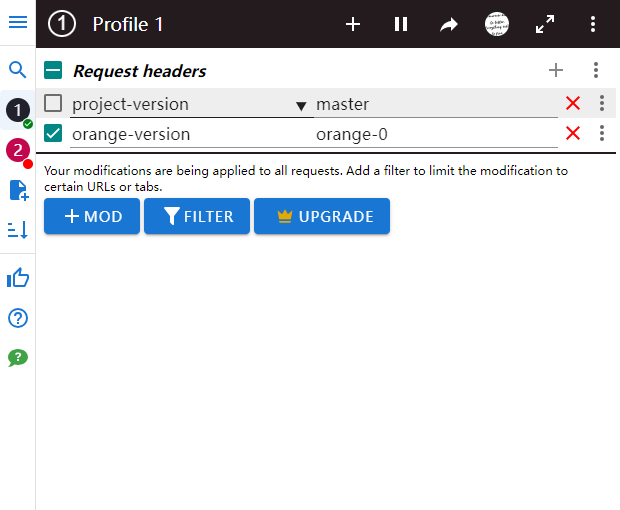 1 Profile 1
Request headers
project-version master
orange-version orange-0
Your modifications are being applied to all requests. Add a filter to limit the modification to
certain URLs or tabs.
MOD FILTER UPGRADE
1
2